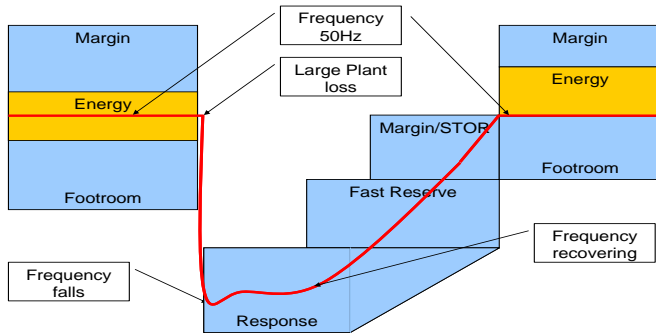 Margin
Energy
Footroom
Frequency
50Hz
Large Plant
loss
Margin
Energy
Footroom
Margin/STOR
Fast Reserve
Response
Frequency
falls
Frequency
recovering